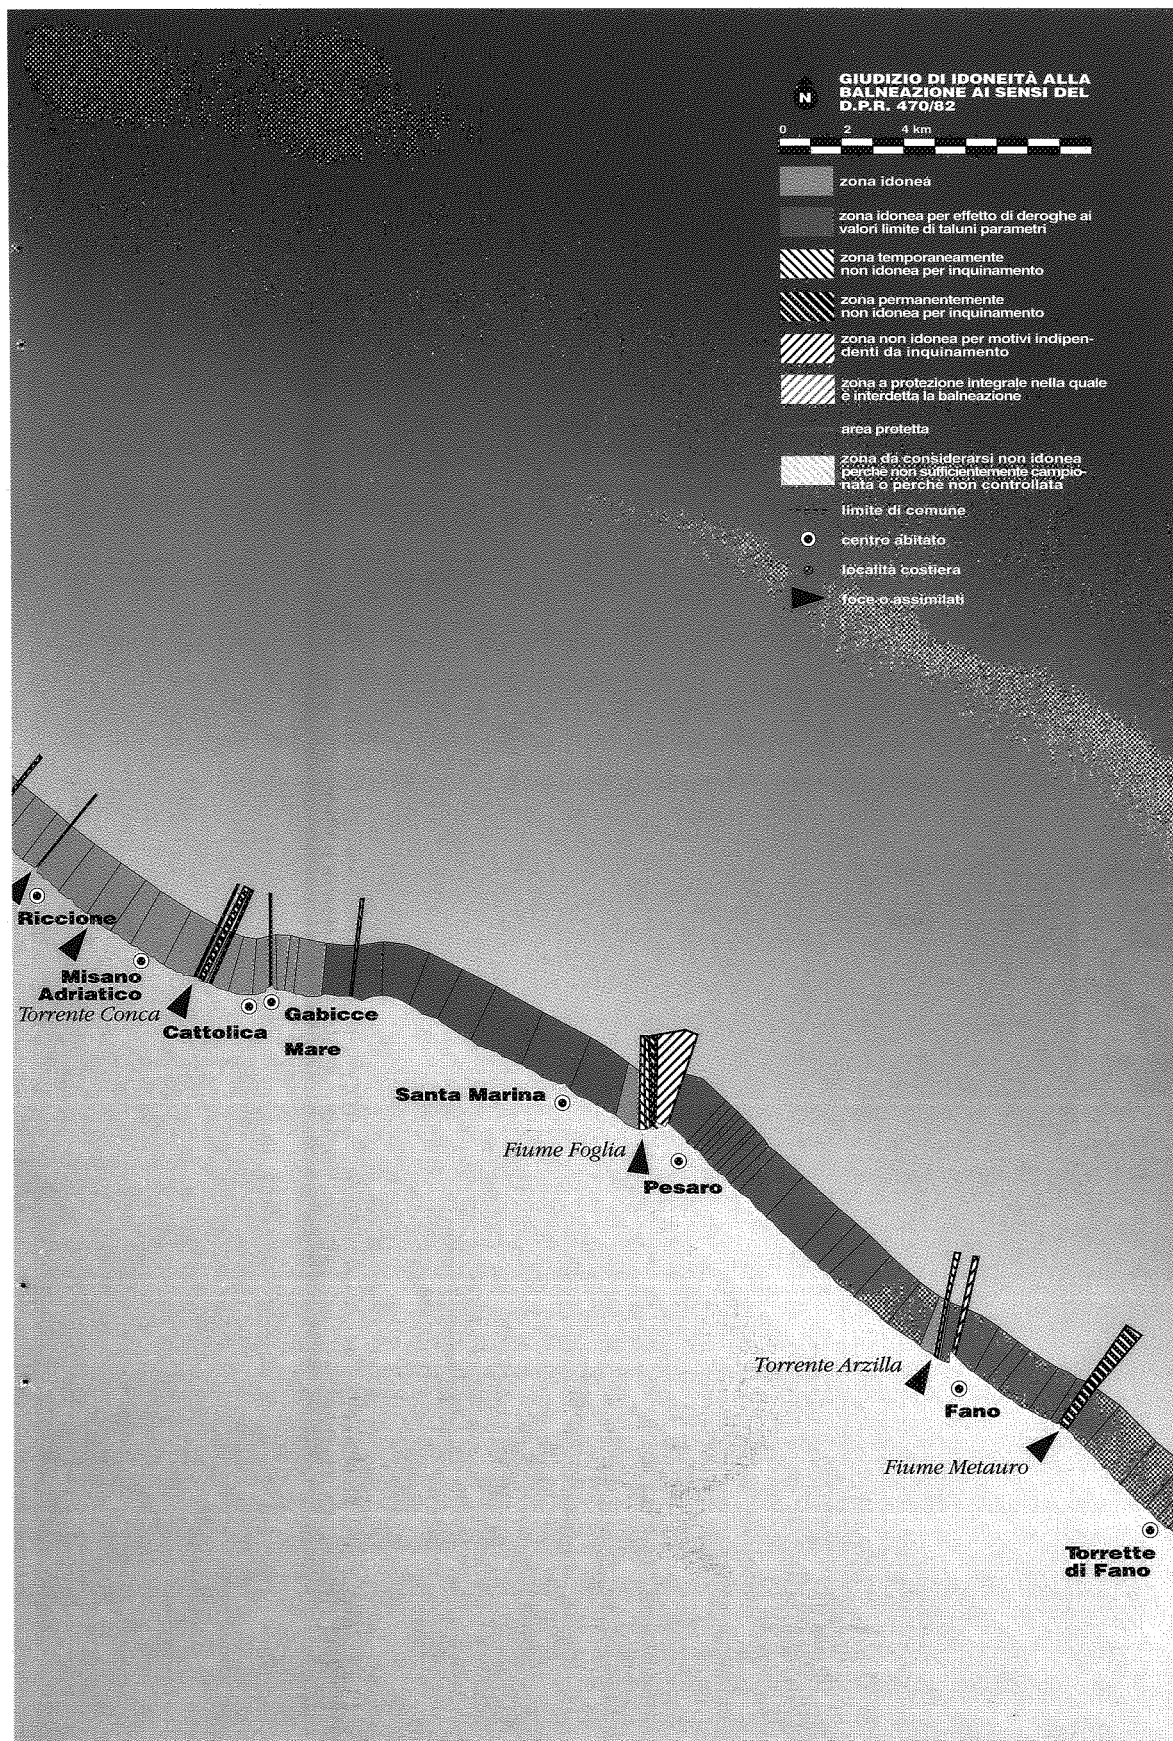 GIUDIZIO DI IDONEITÀ ALLA
BALNEAZIONE AI SENSI DEL
D.P.R. 470/82
N
0 2 4 km
zona idonea
zona idonea per effetto di deroghe ai
valori limite di taluni parametri
zona temporaneamente
non idonea per inquinamento
zona permanentemente
non idonea per inquinamento
zona non idonea per motivi indipen-
denti da inquinamento
zona a protezione integrale nella quale
è interdetta la balneazione
area protetta
zona da considerarsi non idonea
perché non sufficientemente campio-
nata o perché non controllata
limite di comune
centro abitato
località costiera
foce o assimilati
Riccione
Misano
Adriatico
Torrente Conca
Cattolica
Gabicce
Mare
Santa Marina
Fiume Foglia
Pesaro
Torrente Arzilla
Fano
Fiume Metauro
Torrette
di Fano